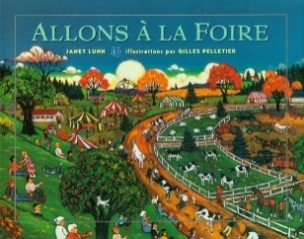 ALLONS À LA FOIRE
JANET LUNN illustrations par GILLES PELLETIER